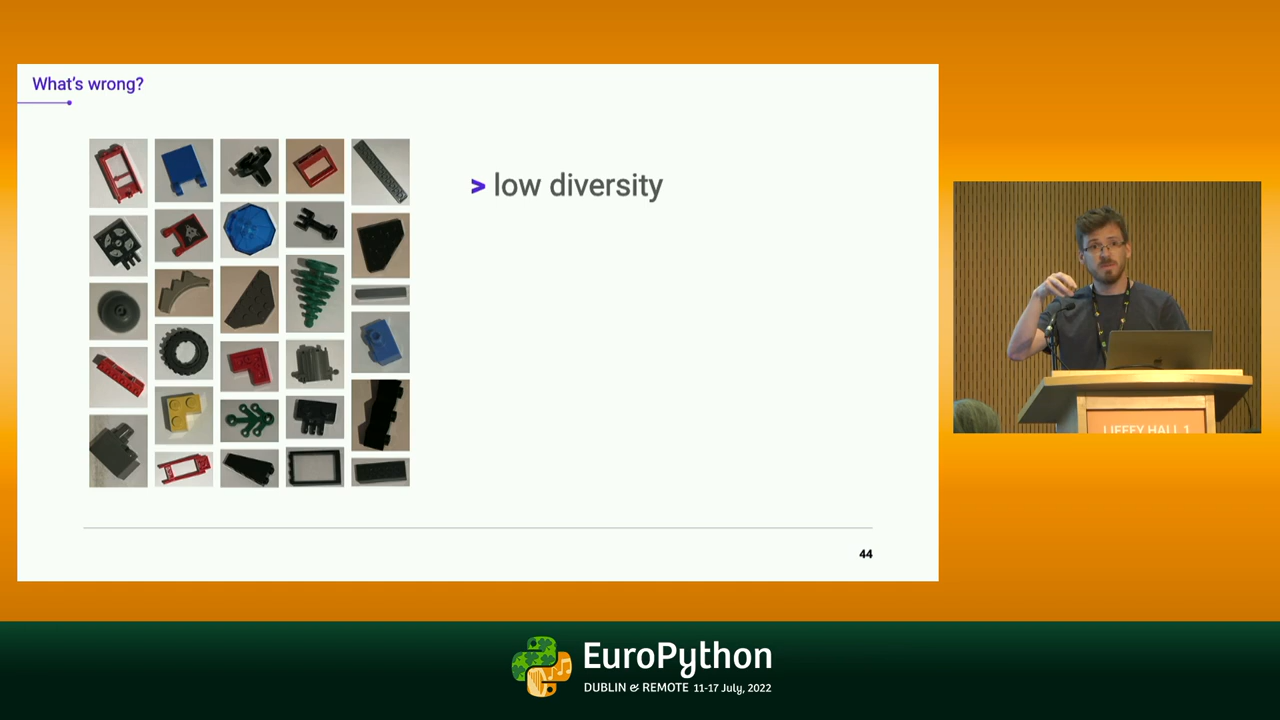 What's wrong?
> low diversity
44
LIFFEY HALL 1
EuroPython
DUBLIN & REMOTE 11-17 July, 2022